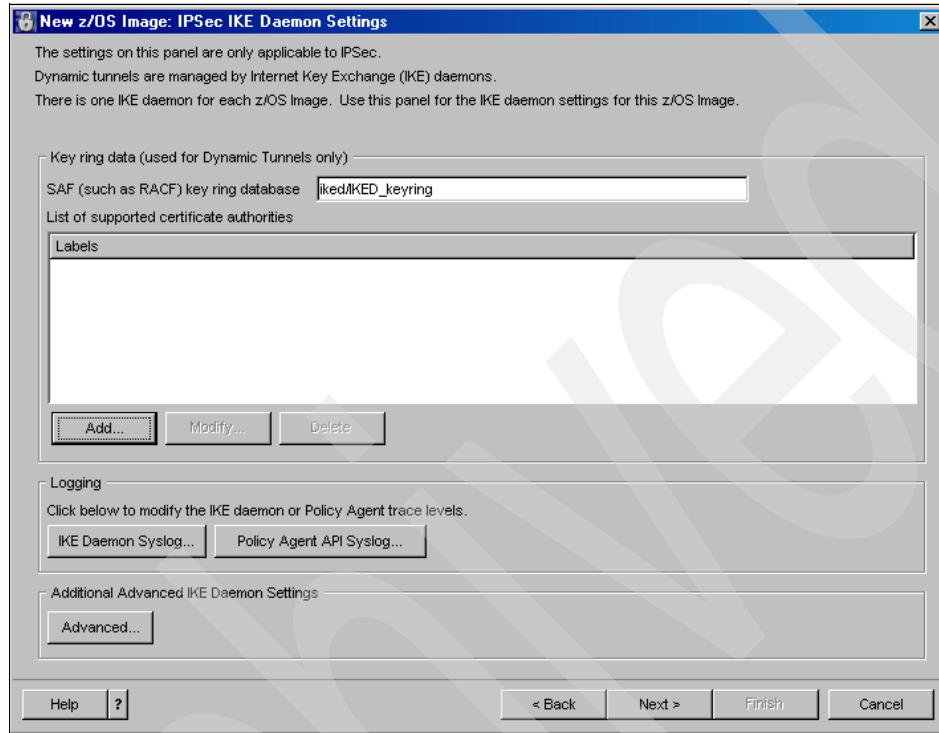 New z/OS Image: IPSec IKE Daemon Settings
The settings on this panel are only applicable to IPSec.
Dynamic tunnels are managed by Internet Key Exchange (IKE) daemons.
There is one IKE daemon for each z/OS Image. Use this panel for the IKE daemon settings for this z/OS Image.
Key ring data (used for Dynamic Tunnels only)
SAF (such as RACF) key ring database iked/IKED_keyring
List of supported certificate authorities
Labels
Add... Modify... Delete
Logging
Click below to modify the IKE daemon or Policy Agent trace levels.
IKE Daemon Syslog... Policy Agent API Syslog...
Additional Advanced IKE Daemon Settings
Advanced...
Help ? < Back Next > Finish Cancel